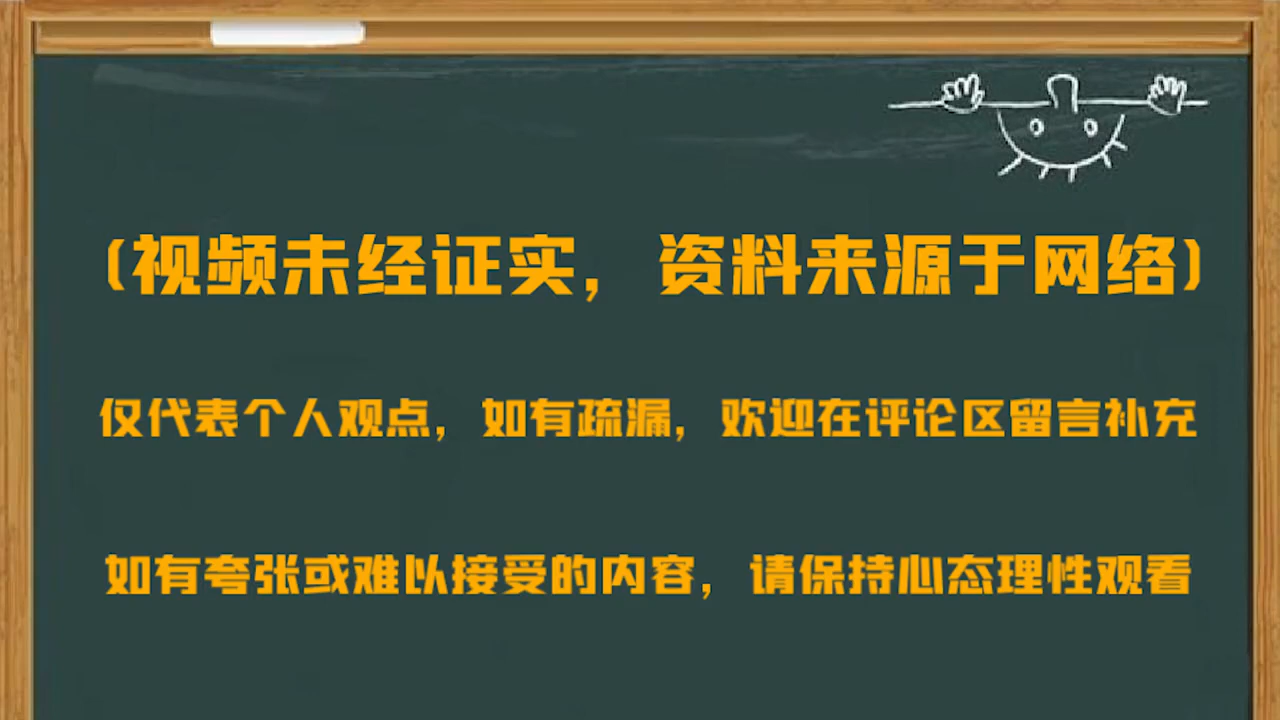 (视频未经证实，资料来源于网络)
仅代表个人观点，如有疏漏，欢迎在评论区留言补充
如有夸张或难以接受的内容，请保持心态理性观看